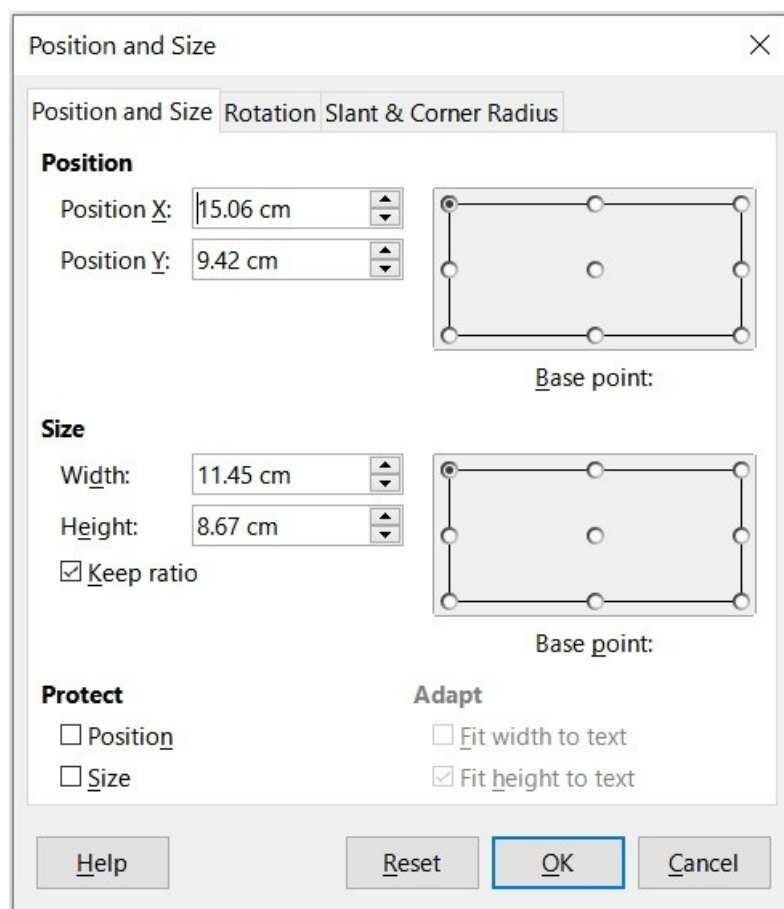 Position and Size
Position and Size Rotation Slant & Corner Radius
Position
Position X: 15.06 cm
Position Y: 9.42 cm
Base point:
Size
Width: 11.45 cm
Height: 8.67 cm
Keep ratio
Base point:
Protect Adapt
Position Fit width to text
Size Fit height to text
Help Reset OK Cancel